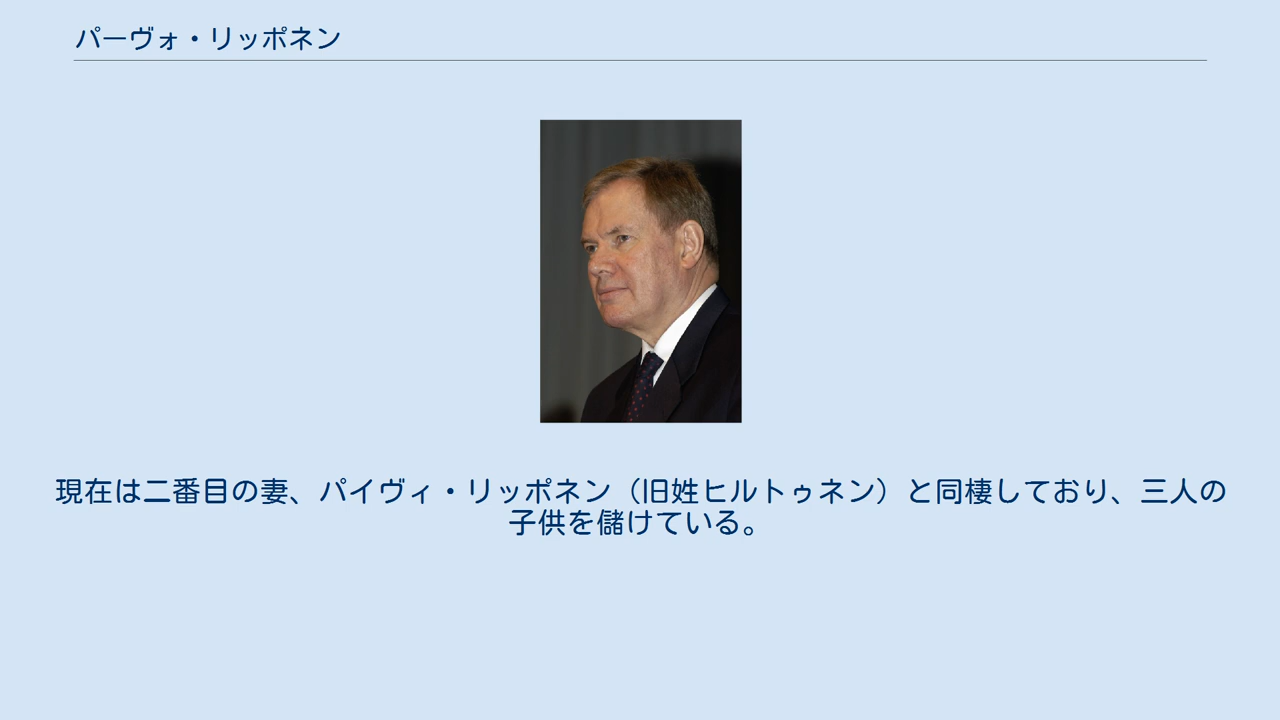 パーヴォ・リッポネン
現在は二番目の妻、パイヴィ・リッポネン（旧姓ヒルトゥネン）と同棲しており、三人の
子供を儲けている。